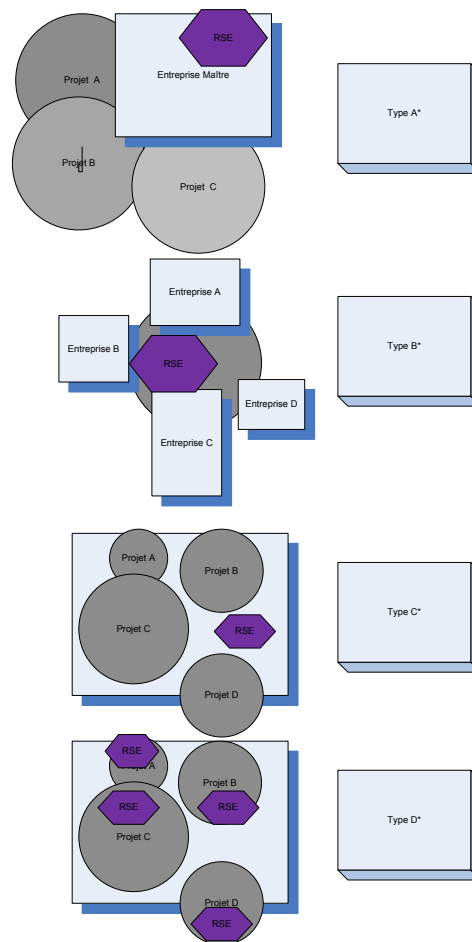 RSE
Projet A
Entreprise Maître
Type A*
Projet B
Projet C
Entreprise A
Entreprise B
RSE
Type B*
Entreprise D
Entreprise C
Projet A
Projet B
Projet C
RSE
Type C*
Projet D
RSE
Projet A
Projet B
RSE
RSE
Projet C
Type D*
Projet D
RSE